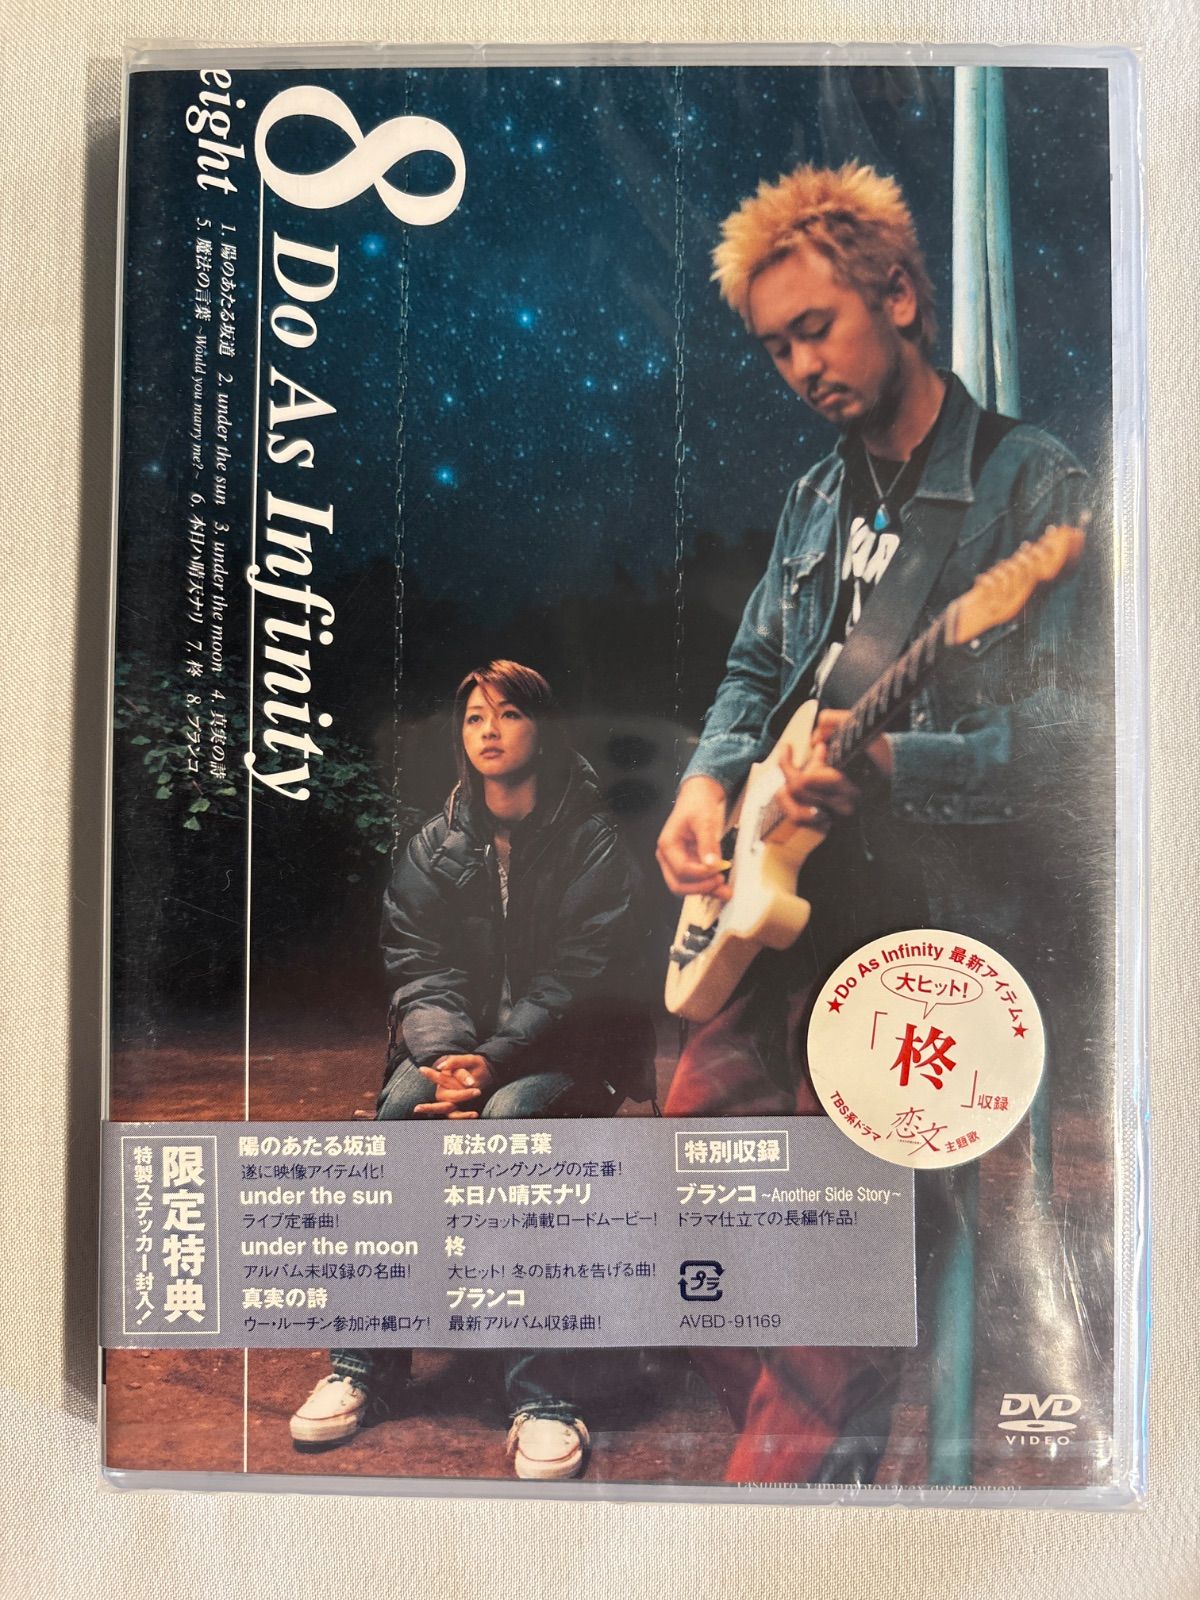 8
eight
Do As Infinity
1. 陽のあたる坂道 2. under the sun 3. under the moon 4. 真実の詩
5. 魔法の言葉 ~Would you marry me?~ 6. 本日ハ晴天ナリ 7. 柊 8. ブランコ
★Do As Infinity 最新アイテム★
大ヒット!
「柊」収録
TBS系ドラマ 恋文 主題歌
限定特典
特製ステッカー封入!
陽のあたる坂道
遂に映像アイテム化!
under the sun
ライブ定番曲!
under the moon
アルバム未収録の名曲!
真実の詩
ウー・ルーチン参加沖縄ロケ!
魔法の言葉
ウェディングソングの定番!
本日ハ晴天ナリ
オフショット満載ロードムービー!
柊
大ヒット! 冬の訪れを告げる曲!
ブランコ
最新アルバム収録曲!
特別収録
ブランコ ~Another Side Story~
ドラマ仕立ての長編作品!
プラ
AVBD-91169
DVD
VIDEO